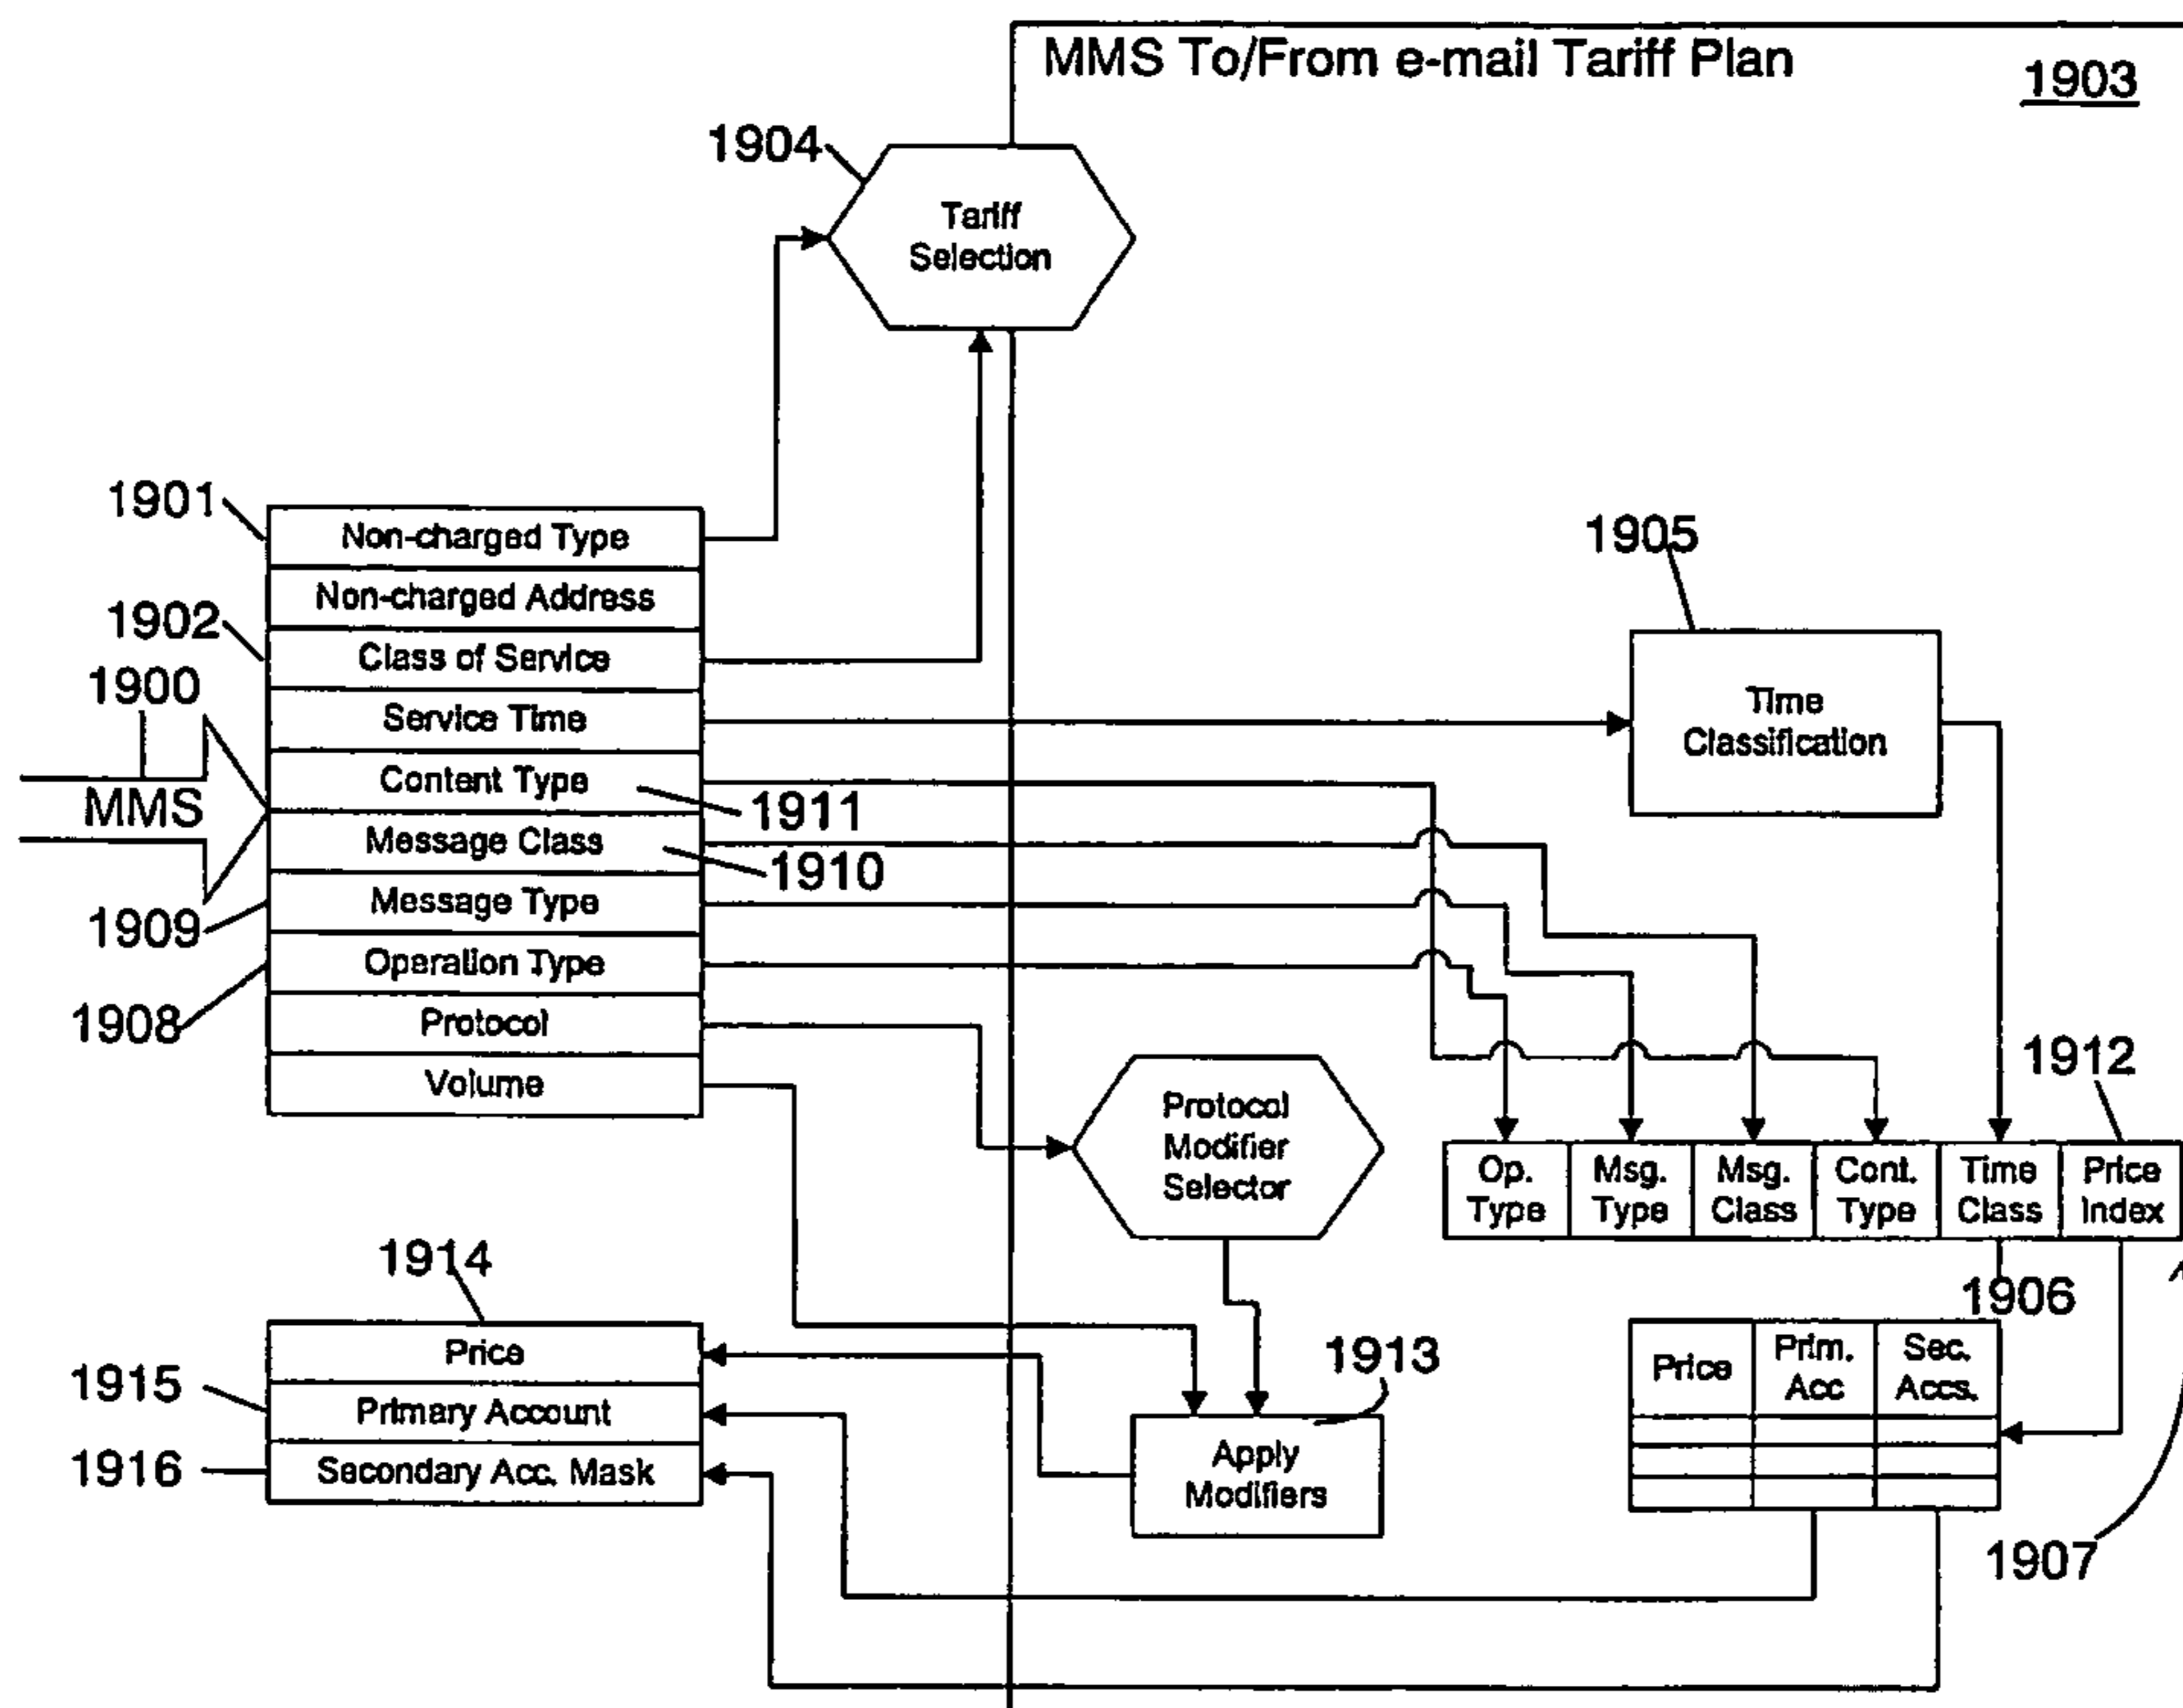 MMS To/From e-mail Tariff Plan
1903
1904
Tariff
Selection
1901
Non-charged Type
Non-charged Address
1902
Class of Service
1900
Service Time
MMS
Content Type
1911
Message Class
1910
Message Type
1909
Operation Type
1908
Protocol
Volume
1905
Time
Classification
Protocol
Modifier
Selector
1912
Op.
Type
Msg.
Type
Msg.
Class
Cont.
Type
Time
Class
Price
Index
1906
1907
1914
Price
1915
Primary Account
1916
Secondary Acc. Mask
1913
Apply
Modifiers
Price
Prim.
Acc
Sec.
Accs.